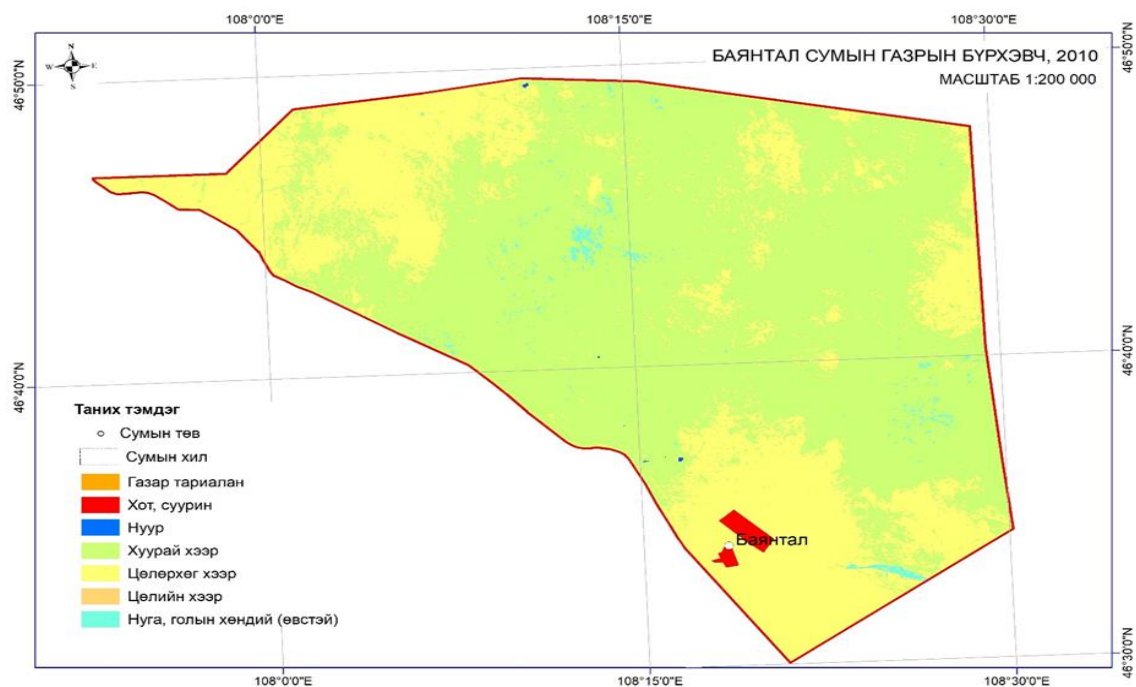 108°0'0"E 108°15'0"E 108°30'0"E
БАЯНТАЛ СУМЫН ГАЗРЫН БҮРХЭВЧ, 2010
МАСШТАБ 1:200 000
N
W E
S
46°50'0"N
46°50'0"N
46°40'0"N
46°40'0"N
Таних тэмдэг
Сумын төв
Сумын хил
Газар тариалан
Хот, суурин
Нуур
Хуурай хээр
Цөлөрхөг хээр
Цөлийн хээр
Нуга, голын хөндий (өвстэй)
Баянтал
46°30'0"N
108°0'0"E 108°15'0"E 108°30'0"E